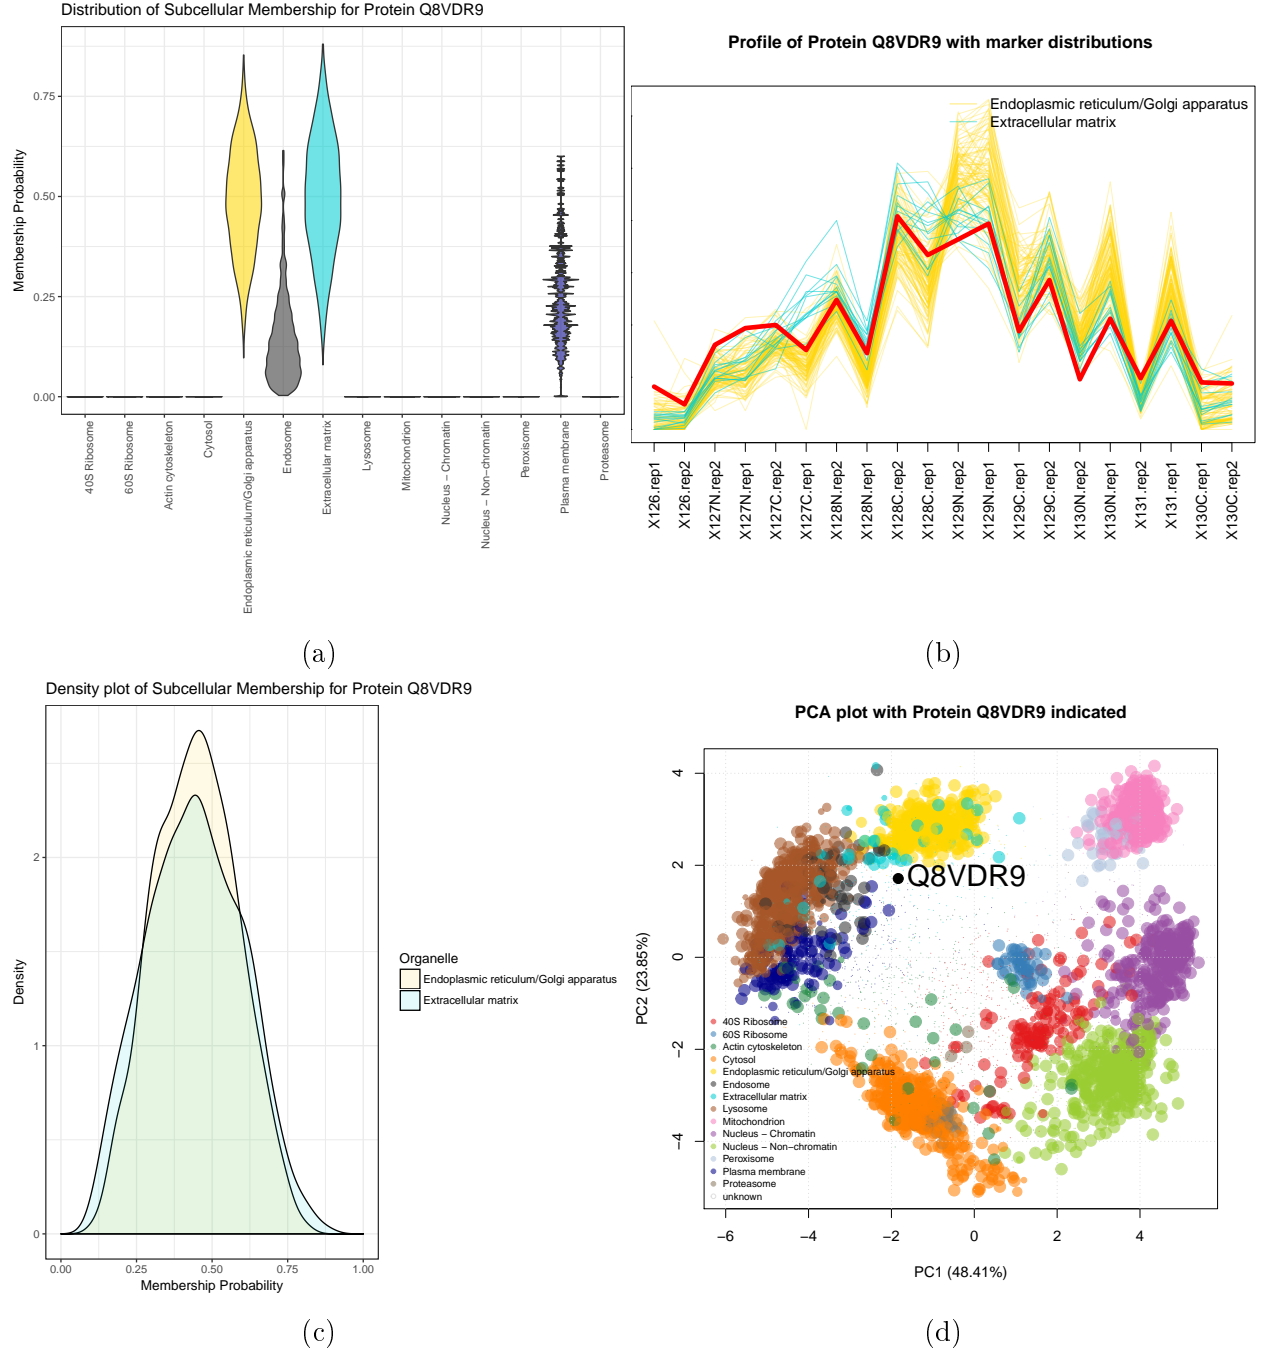 Distribution of Subcellular Membership for Protein Q8VDR9
Membership Probability
0.75
0.50
0.25
0.00
40S Ribosome
60S Ribosome
Actin cytoskeleton
Cytosol
Endoplasmic reticulum/Golgi apparatus
Endosome
Extracellular matrix
Lysosome
Mitochondrion
Nucleus − Chromatin
Nucleus − Non−chromatin
Peroxisome
Plasma membrane
Proteasome
(a)
Profile of Protein Q8VDR9 with marker distributions
Endoplasmic reticulum/Golgi apparatus
Extracellular matrix
X126.rep1
X126.rep2
X127N.rep2
X127N.rep1
X127C.rep2
X127C.rep1
X128N.rep2
X128N.rep1
X128C.rep2
X128C.rep1
X129N.rep2
X129N.rep1
X129C.rep1
X129C.rep2
X130N.rep2
X130N.rep1
X131.rep2
X131.rep1
X130C.rep1
X130C.rep2
(b)
Density plot of Subcellular Membership for Protein Q8VDR9
Density
2
1
0
0.00 0.25 0.50 0.75 1.00
Membership Probability
Organelle
Endoplasmic reticulum/Golgi apparatus
Extracellular matrix
(c)
PCA plot with Protein Q8VDR9 indicated
PC2 (23.85%)
4
2
0
−2
−4
Q8VDR9
40S Ribosome
60S Ribosome
Actin cytoskeleton
Cytosol
Endoplasmic reticulum/Golgi apparatus
Endosome
Extracellular matrix
Lysosome
Mitochondrion
Nucleus − Chromatin
Nucleus − Non−chromatin
Peroxisome
Plasma membrane
Proteasome
unknown
−6 −4 −2 0 2 4
PC1 (48.41%)
(d)